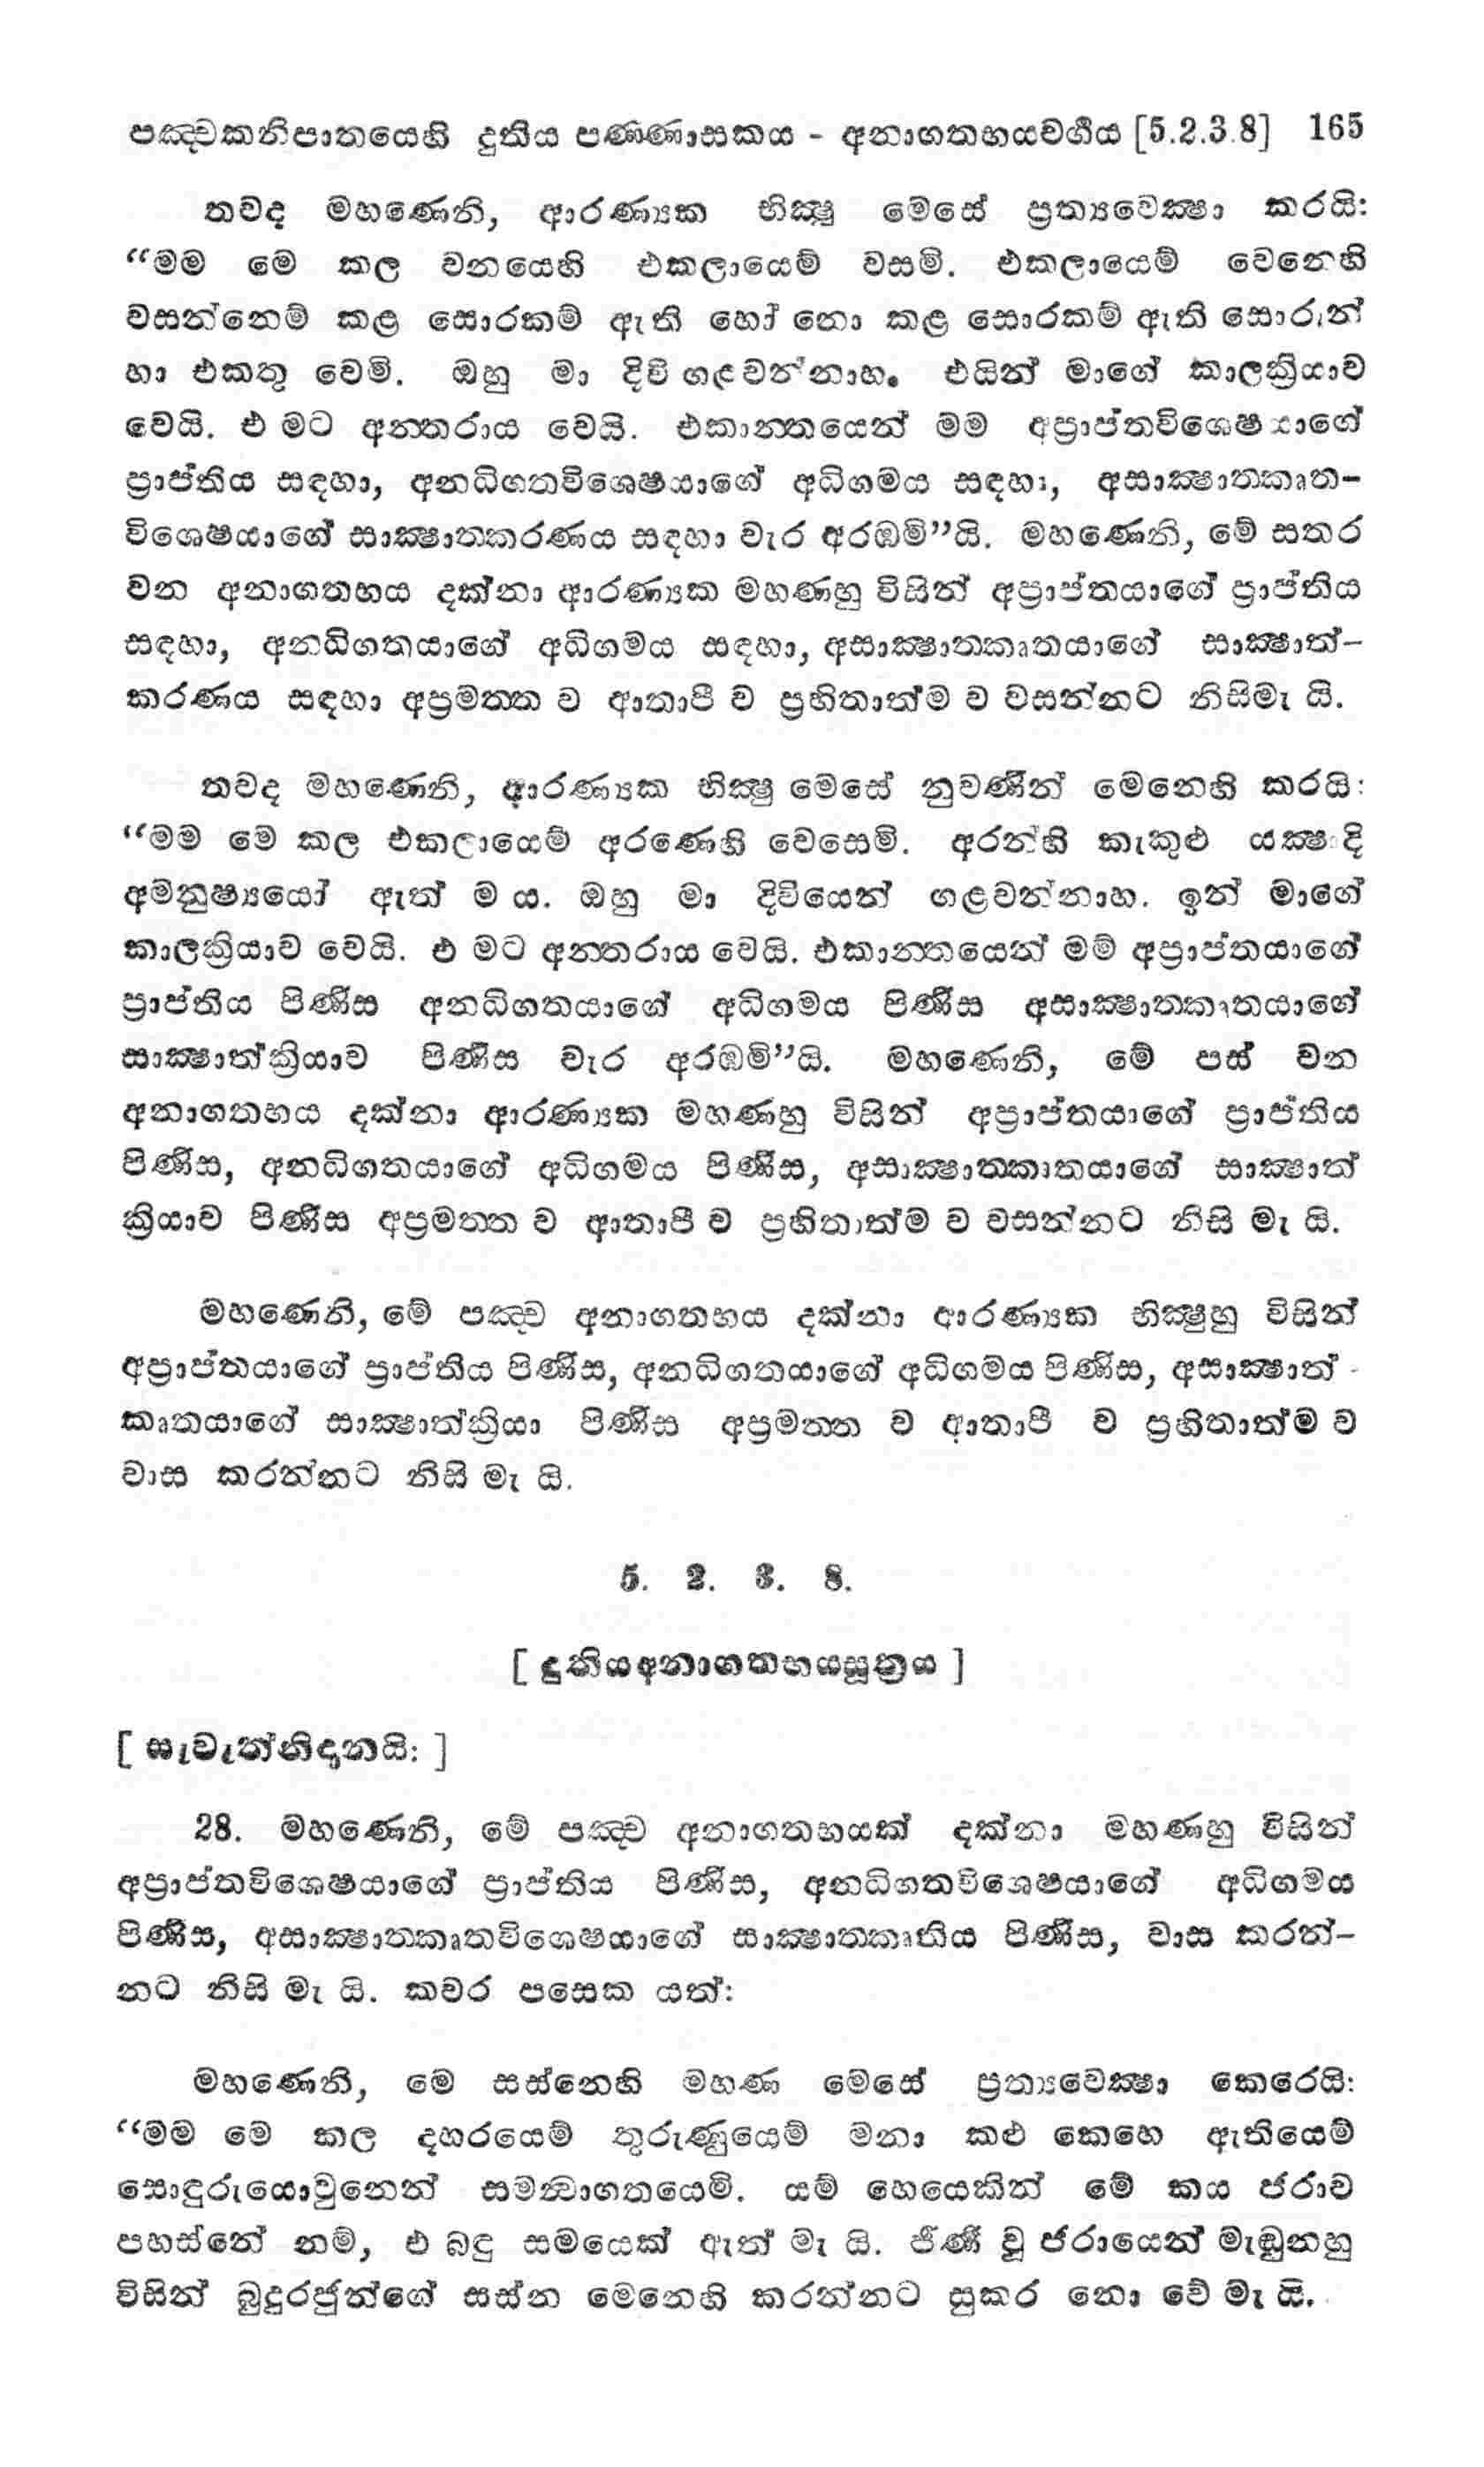 පඤ්චකනිපාතයෙහි දුතිය පණ්ණාසකය - අනාගතභයවර්ගය [5.2.3.8] 165
තවද මහණෙනි, ආරණ්‍යක භික්‍ෂු මෙසේ ප්‍රත්‍යවෙක්‍ෂා කරයි:
“මම මෙ කල වනයෙහි එකලායෙම් වසමි. එකලායෙම් වෙනෙහි
වසන්නෙම් කළ සොරකම් ඇති හෝ නො කළ සොරකම් ඇති සොරුන්
හා එකතු වෙමි. ඔහු මා දිවි ගළවන්නාහ. එයින් මාගේ කාලක්‍රියාව
වෙයි. එ මට අන්තරාය වෙයි. එකාන්තයෙන් මම අප්‍රාප්තවිශෙෂයාගේ
ප්‍රාප්තිය සඳහා, අනධිගතවිශෙෂයාගේ අධිගමය සඳහා, අසාක්‍ෂාත්කෘත-
විශෙෂයාගේ සාක්‍ෂාත්කරණය සඳහා වැර අරඹමි”යි. මහණෙනි, මේ සතර
වන අනාගතභය දක්නා ආරණ්‍යක මහණහු විසින් අප්‍රාප්තයාගේ ප්‍රාප්තිය
සඳහා, අනධිගතයාගේ අධිගමය සඳහා, අසාක්‍ෂාත්කෘතයාගේ සාක්‍ෂාත්-
කරණය සඳහා අප්‍රමත්ත ව ආතාපී ව ප්‍රහිතාත්ම ව වසන්නට නිසිමැ යි.
තවද මහණෙනි, ආරණ්‍යක භික්‍ෂු මෙසේ නුවණින් මෙනෙහි කරයි:
“මම මෙ කල එකලායෙම් අරණෙහි වෙසෙමි. අරන්හි කැකුළු යක්‍ෂාදි
අමනුෂ්‍යයෝ ඇත් ම ය. ඔහු මා දිවියෙන් ගළවන්නාහ. ඉන් මාගේ
කාලක්‍රියාව වෙයි. එ මට අන්තරාය වෙයි. එකාන්තයෙන් මම් අප්‍රාප්තයාගේ
ප්‍රාප්තිය පිණිස අනධිගතයාගේ අධිගමය පිණිස අසාක්‍ෂාත්කෘතයාගේ
සාක්‍ෂාත්ක්‍රියාව පිණිස වැර අරඹමි”යි. මහණෙනි, මේ පස් වන
අනාගතභය දක්නා ආරණ්‍යක මහණහු විසින් අප්‍රාප්තයාගේ ප්‍රාප්තිය
පිණිස, අනධිගතයාගේ අධිගමය පිණිස, අසාක්‍ෂාත්කෘතයාගේ සාක්‍ෂාත්
ක්‍රියාව පිණිස අප්‍රමත්ත ව ආතාපී ව ප්‍රහිතාත්ම ව වසන්නට නිසි මැ යි.
මහණෙනි, මේ පඤ්ච අනාගතභය දක්නා ආරණ්‍යක භික්‍ෂුහු විසින්
අප්‍රාප්තයාගේ ප්‍රාප්තිය පිණිස, අනධිගතයාගේ අධිගමය පිණිස, අසාක්‍ෂාත්-
කෘතයාගේ සාක්‍ෂාත්ක්‍රියා පිණිස අප්‍රමත්ත ව ආතාපී ව ප්‍රහිතාත්ම ව
වාස කරන්නට නිසි මැ යි.
5. 2. 3. 8.
[ දුතියඅනාගතභයසූත්‍රය ]
[ සැවැත්නිදානයි: ]
28. මහණෙනි, මේ පඤ්ච අනාගතභයක් දක්නා මහණහු විසින්
අප්‍රාප්තවිශෙෂයාගේ ප්‍රාප්තිය පිණිස, අනධිගතවිශෙෂයාගේ අධිගමය
පිණිස, අසාක්‍ෂාත්කෘතවිශෙෂයාගේ සාක්‍ෂාත්කෘතිය පිණිස, වාස කරන්-
නට නිසි මැ යි. කවර පසෙක යත්:
මහණෙනි, මෙ සස්නෙහි මහණ මෙසේ ප්‍රත්‍යවෙක්‍ෂා කෙරෙයි:
“මම මෙ කල දහරයෙම් තුරුණුයෙම් මනා කළු කෙහෙ ඇතියෙම්
සොඳුරුයොවුනෙන් සමන්වාගතයෙමි. යම් හෙයෙකින් මේ කය ජරාව
පහස්නේ නම්, එ බඳු සමයෙක් ඇත් මැ යි. ජීර්ණ වූ ජරායෙන් මැඬුනහු
විසින් බුදුරජුන්ගේ සස්න මෙනෙහි කරන්නට සුකර නො වේ මැ යි.